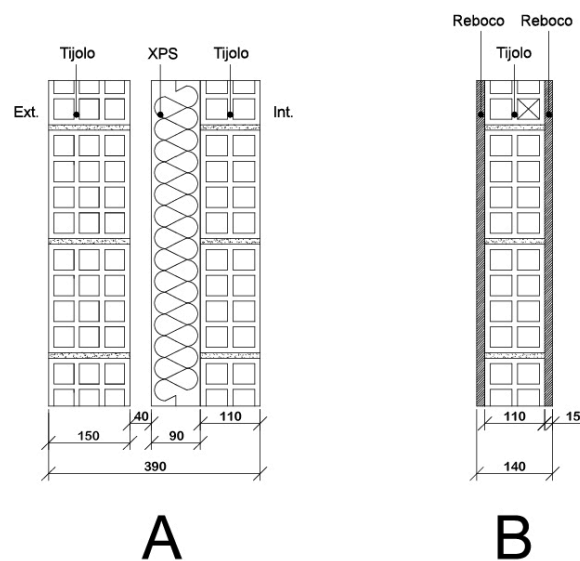 Reboco Reboco
Tijolo XPS Tijolo Tijolo
Ext. Int.
40 110 110 15
150 90
390 140
A B